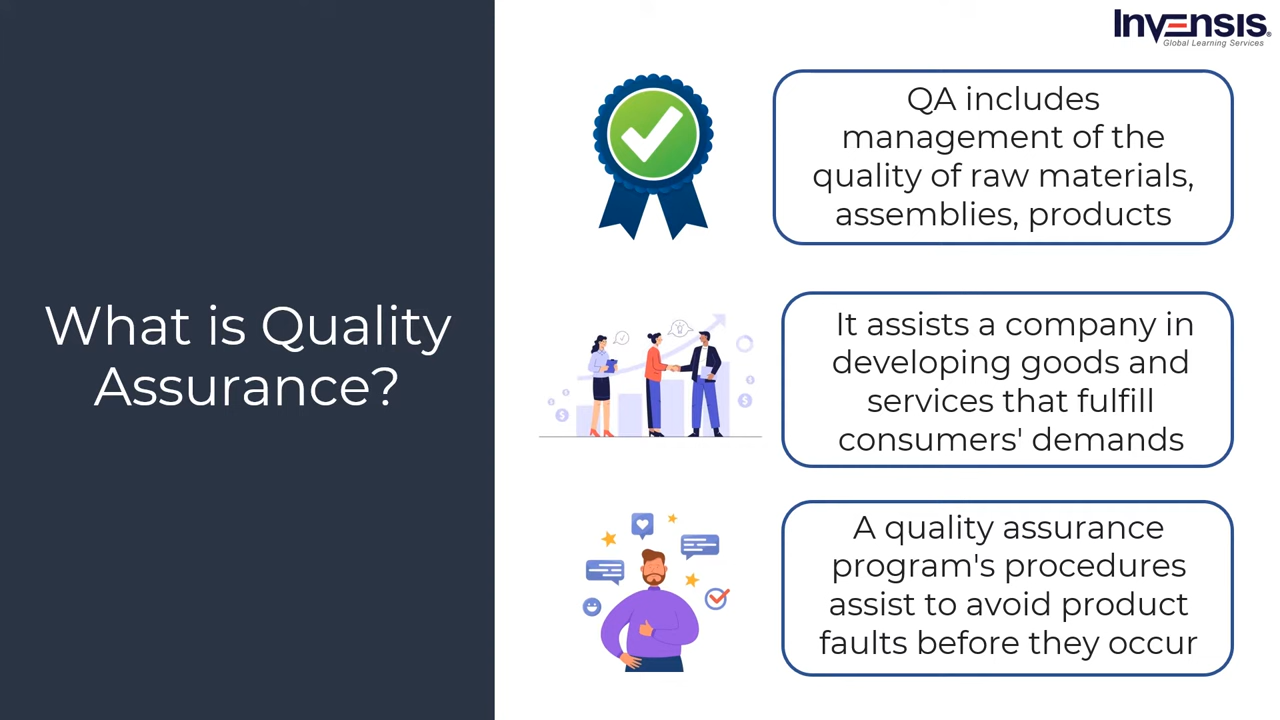 Invensis®
Global Learning Services
What is Quality
Assurance?
QA includes
management of the
quality of raw materials,
assemblies, products
It assists a company in
developing goods and
services that fulfill
consumers' demands
A quality assurance
program's procedures
assist to avoid product
faults before they occur